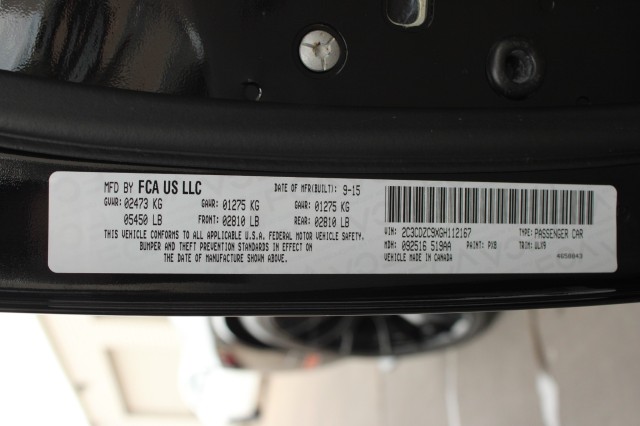 MFD BY FCA US LLC DATE OF MFR(BUILT): 9-15
GVWR: 02473 KG GAWR: 01275 KG GAWR: 01275 KG
05450 LB FRONT: 02810 LB REAR: 02810 LB
THIS VEHICLE CONFORMS TO ALL APPLICABLE U.S.A. FEDERAL MOTOR VEHICLE SAFETY,
BUMPER AND THEFT PREVENTION STANDARDS IN EFFECT ON
THE DATE OF MANUFACTURE SHOWN ABOVE.
VIN: 2C3CDZC9XGH112167 TYPE: PASSENGER CAR
MDH: 092516 519AA PAINT: PX8 TRIM: ULV9
VEHICLE MADE IN CANADA 4G58843